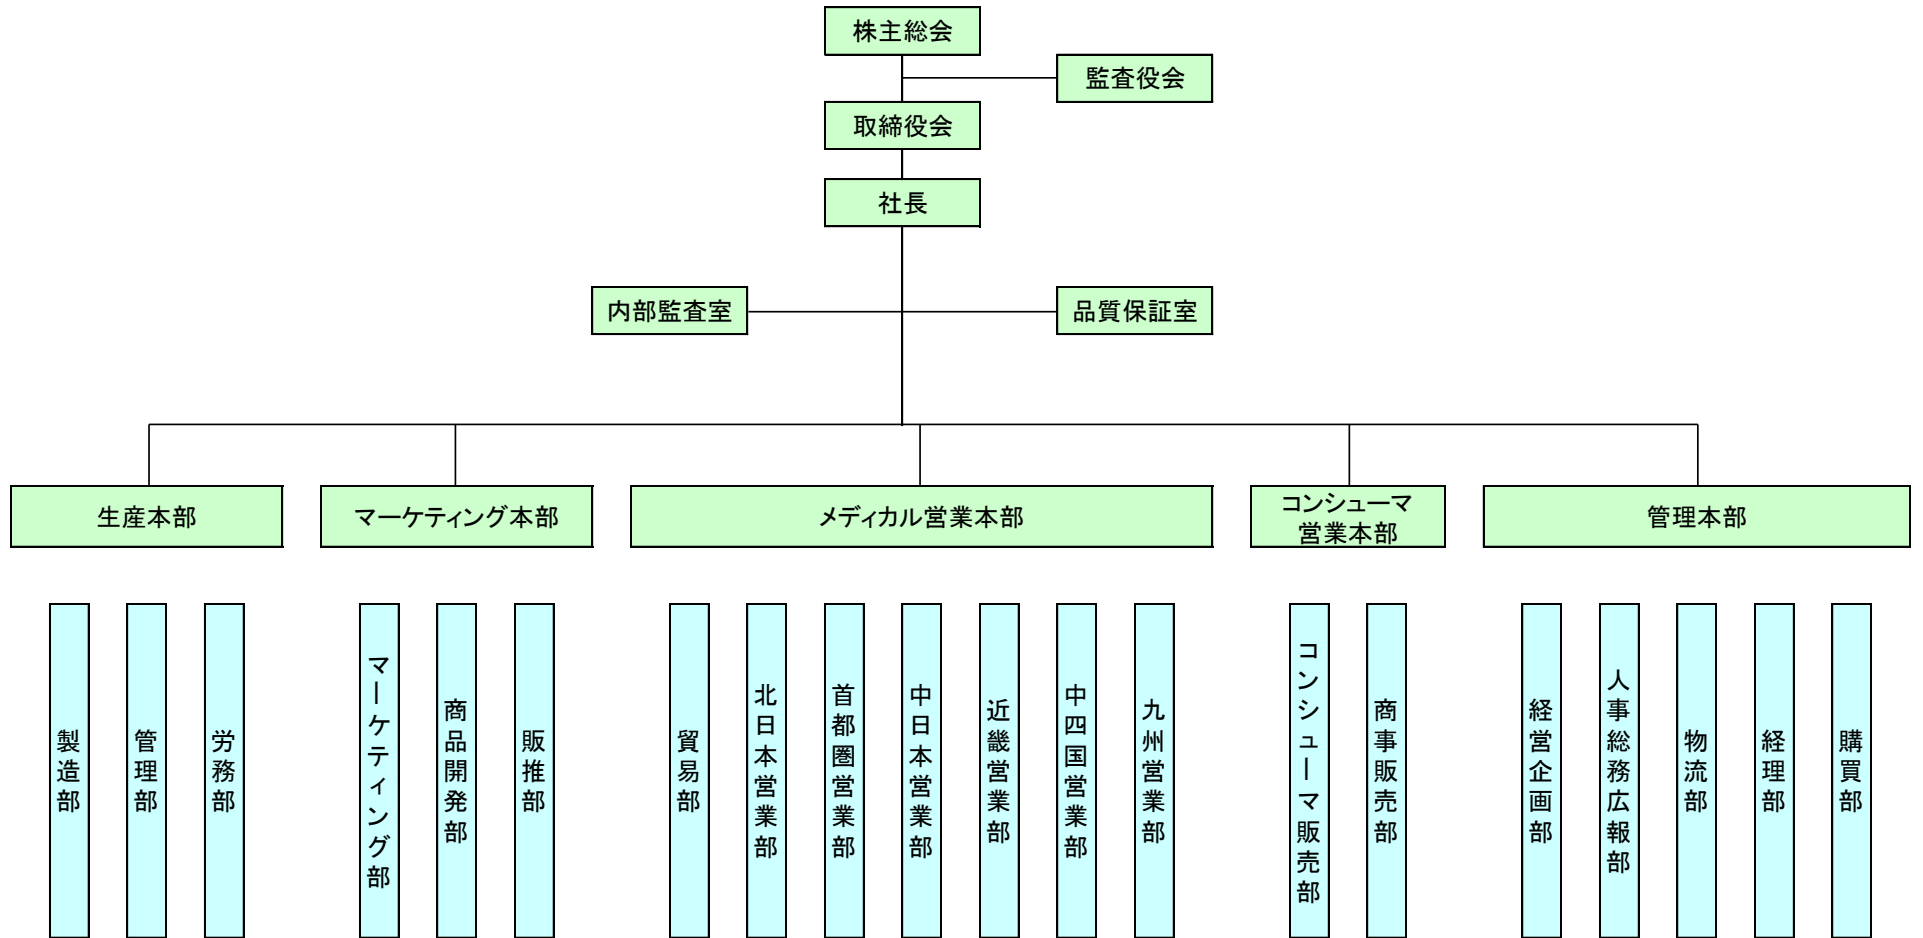 株主総会
監査役会
取締役会
社長
内部監査室
品質保証室
生産本部
マーケティング本部
メディカル営業本部
コンシューマ
営業本部
管理本部
製造部
管理部
労務部
マーケティング部
商品開発部
販推部
貿易部
北日本営業部
首都圏営業部
中日本営業部
近畿営業部
中四国営業部
九州営業部
コンシューマ販売部
商事販売部
経営企画部
人事総務広報部
物流部
経理部
購買部